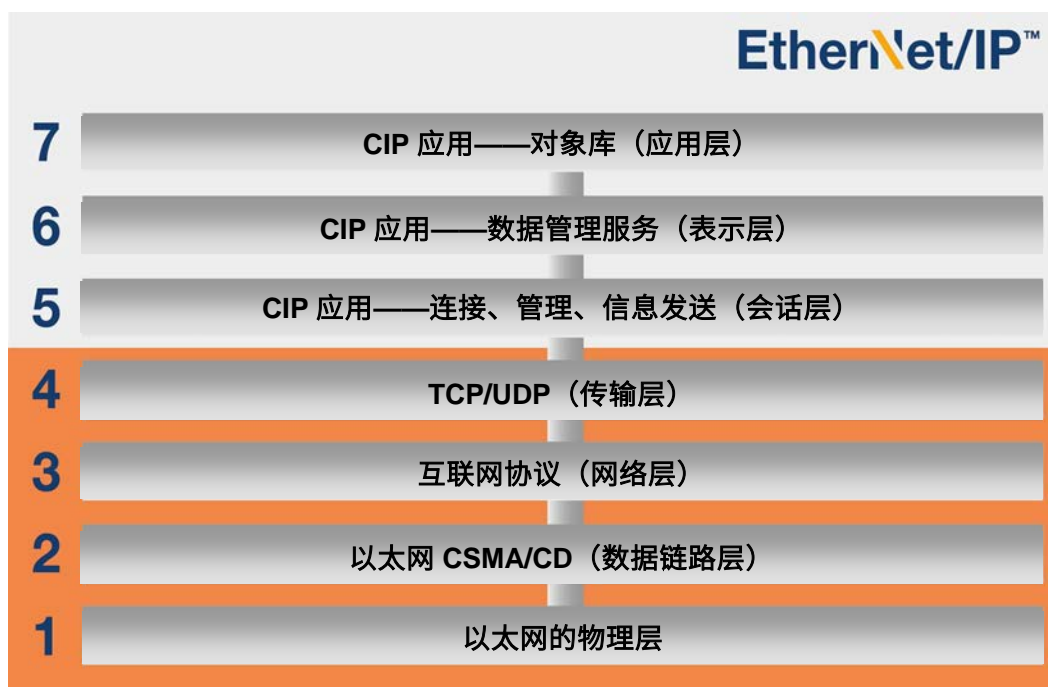 EtherNet/IP™
7 CIP 应用——对象库（应用层）
6 CIP 应用——数据管理服务（表示层）
5 CIP 应用——连接、管理、信息发送（会话层）
4 TCP/UDP（传输层）
3 互联网协议（网络层）
2 以太网 CSMA/CD（数据链路层）
1 以太网的物理层